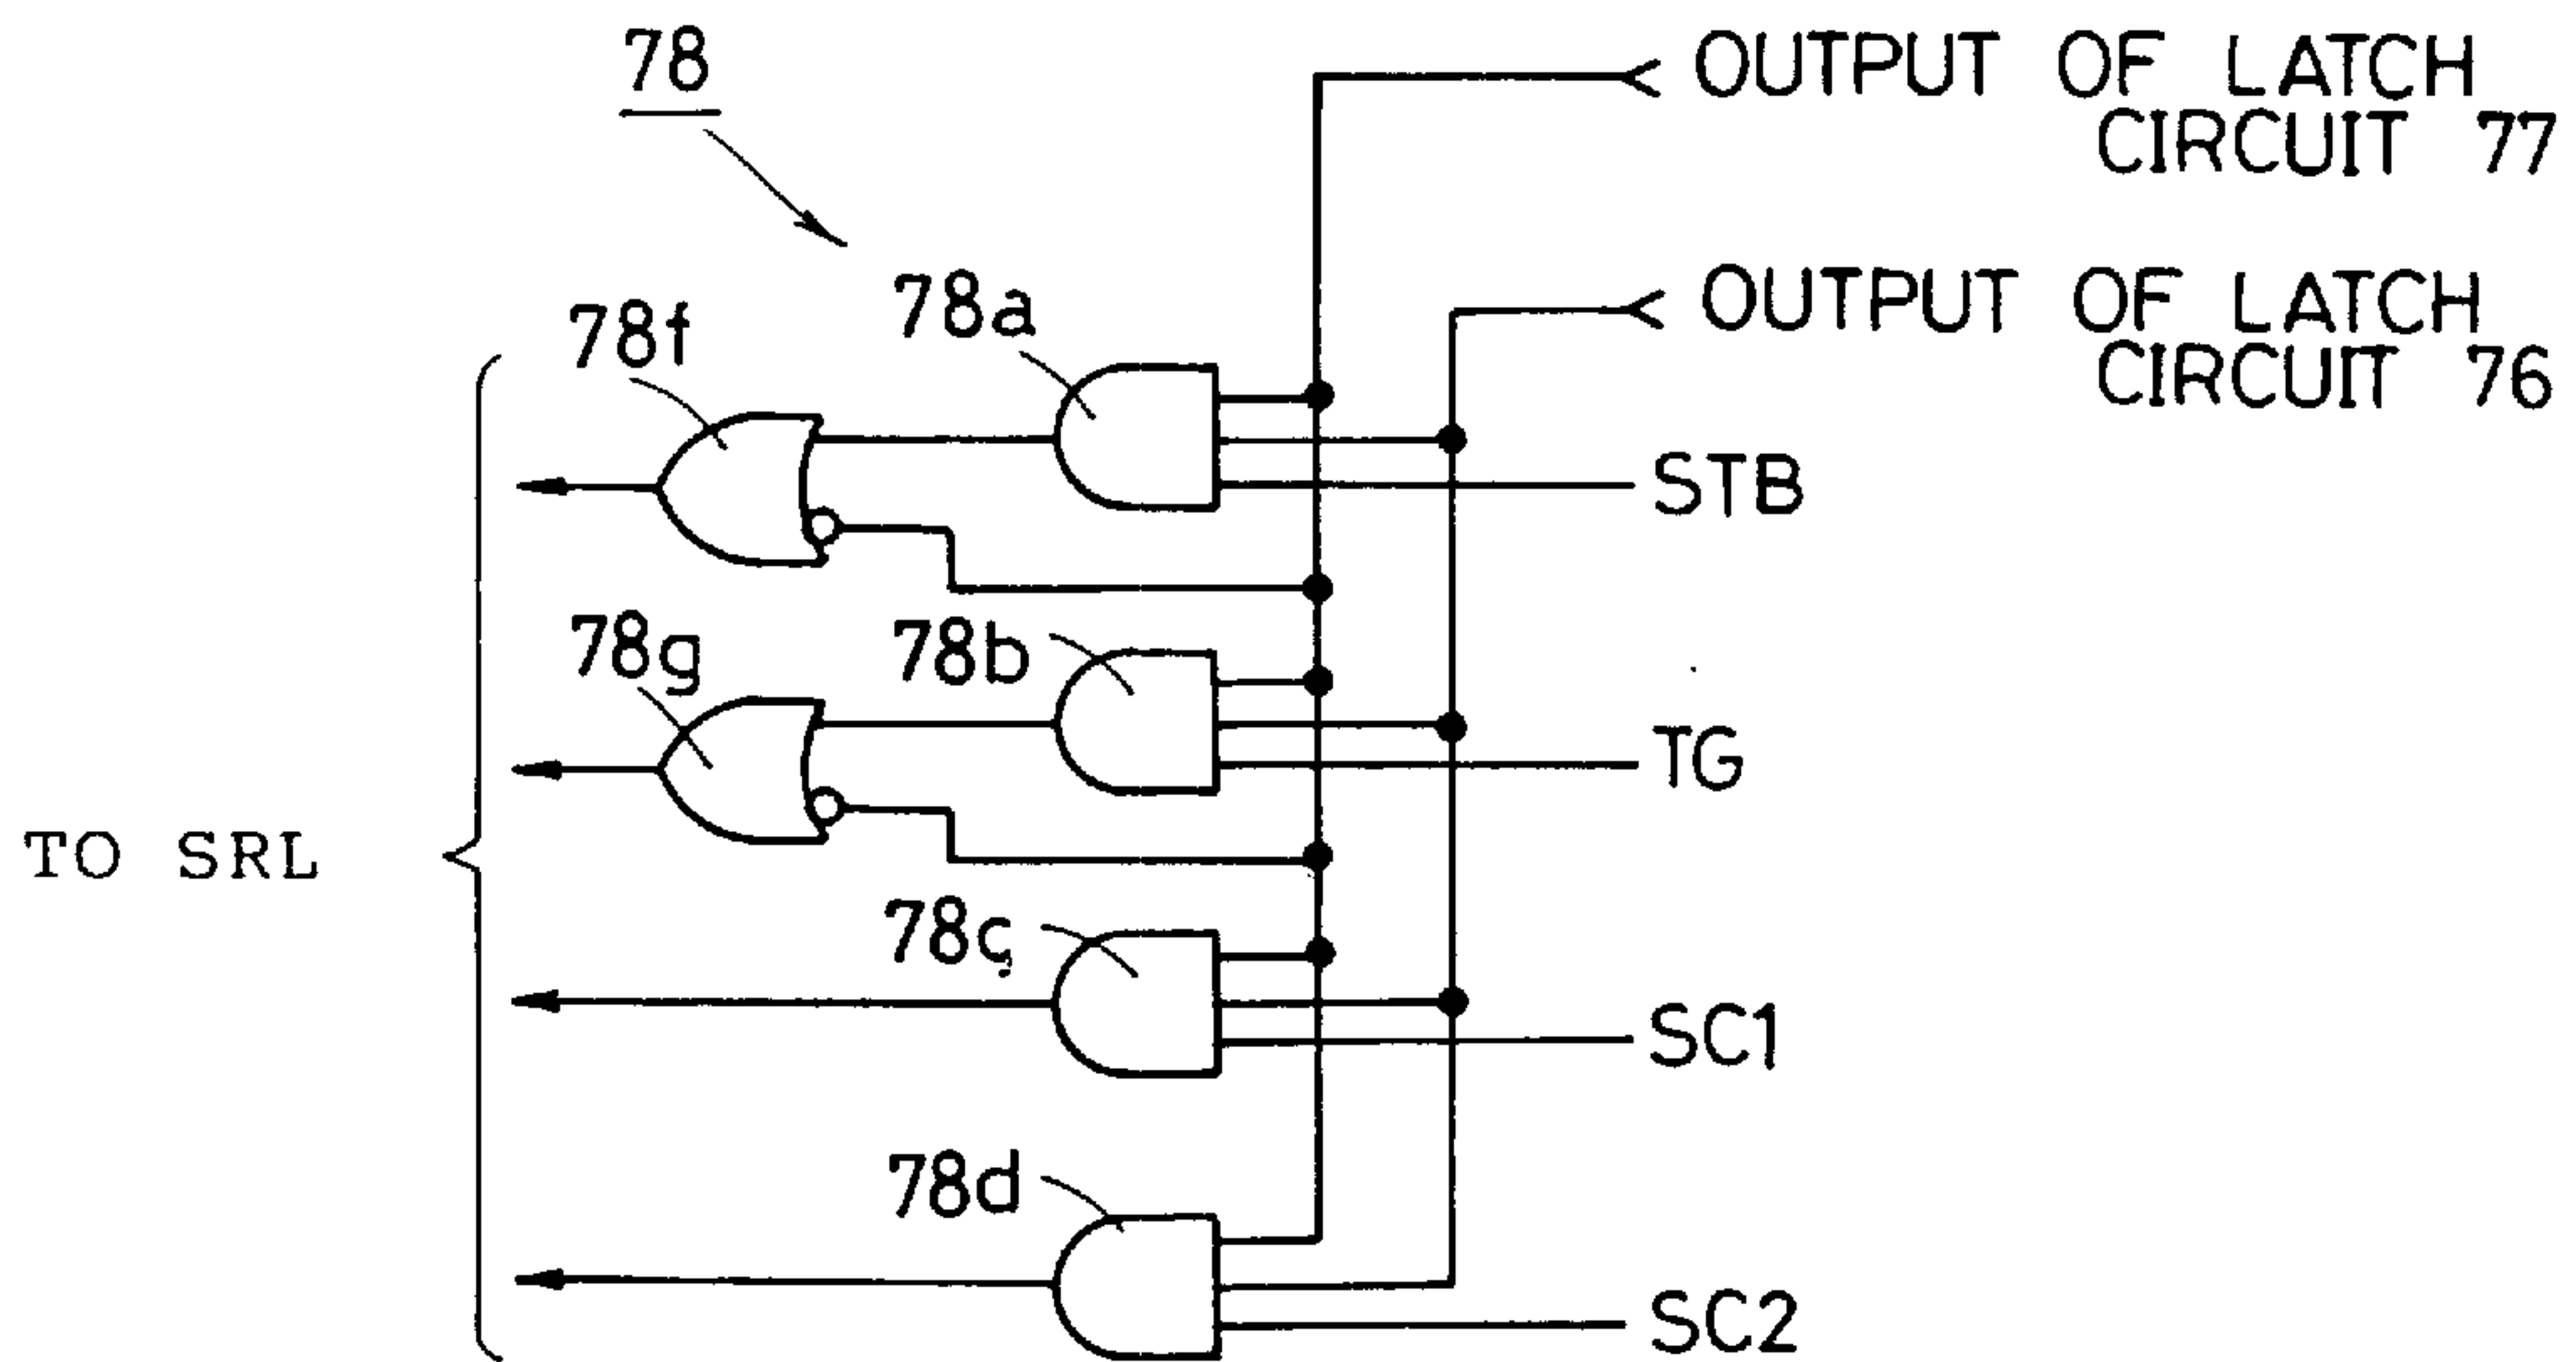 78
OUTPUT OF LATCH
CIRCUIT 77
OUTPUT OF LATCH
CIRCUIT 76
78a
78f
STB
78g
78b
TG
TO SRL
78c
SC1
78d
SC2